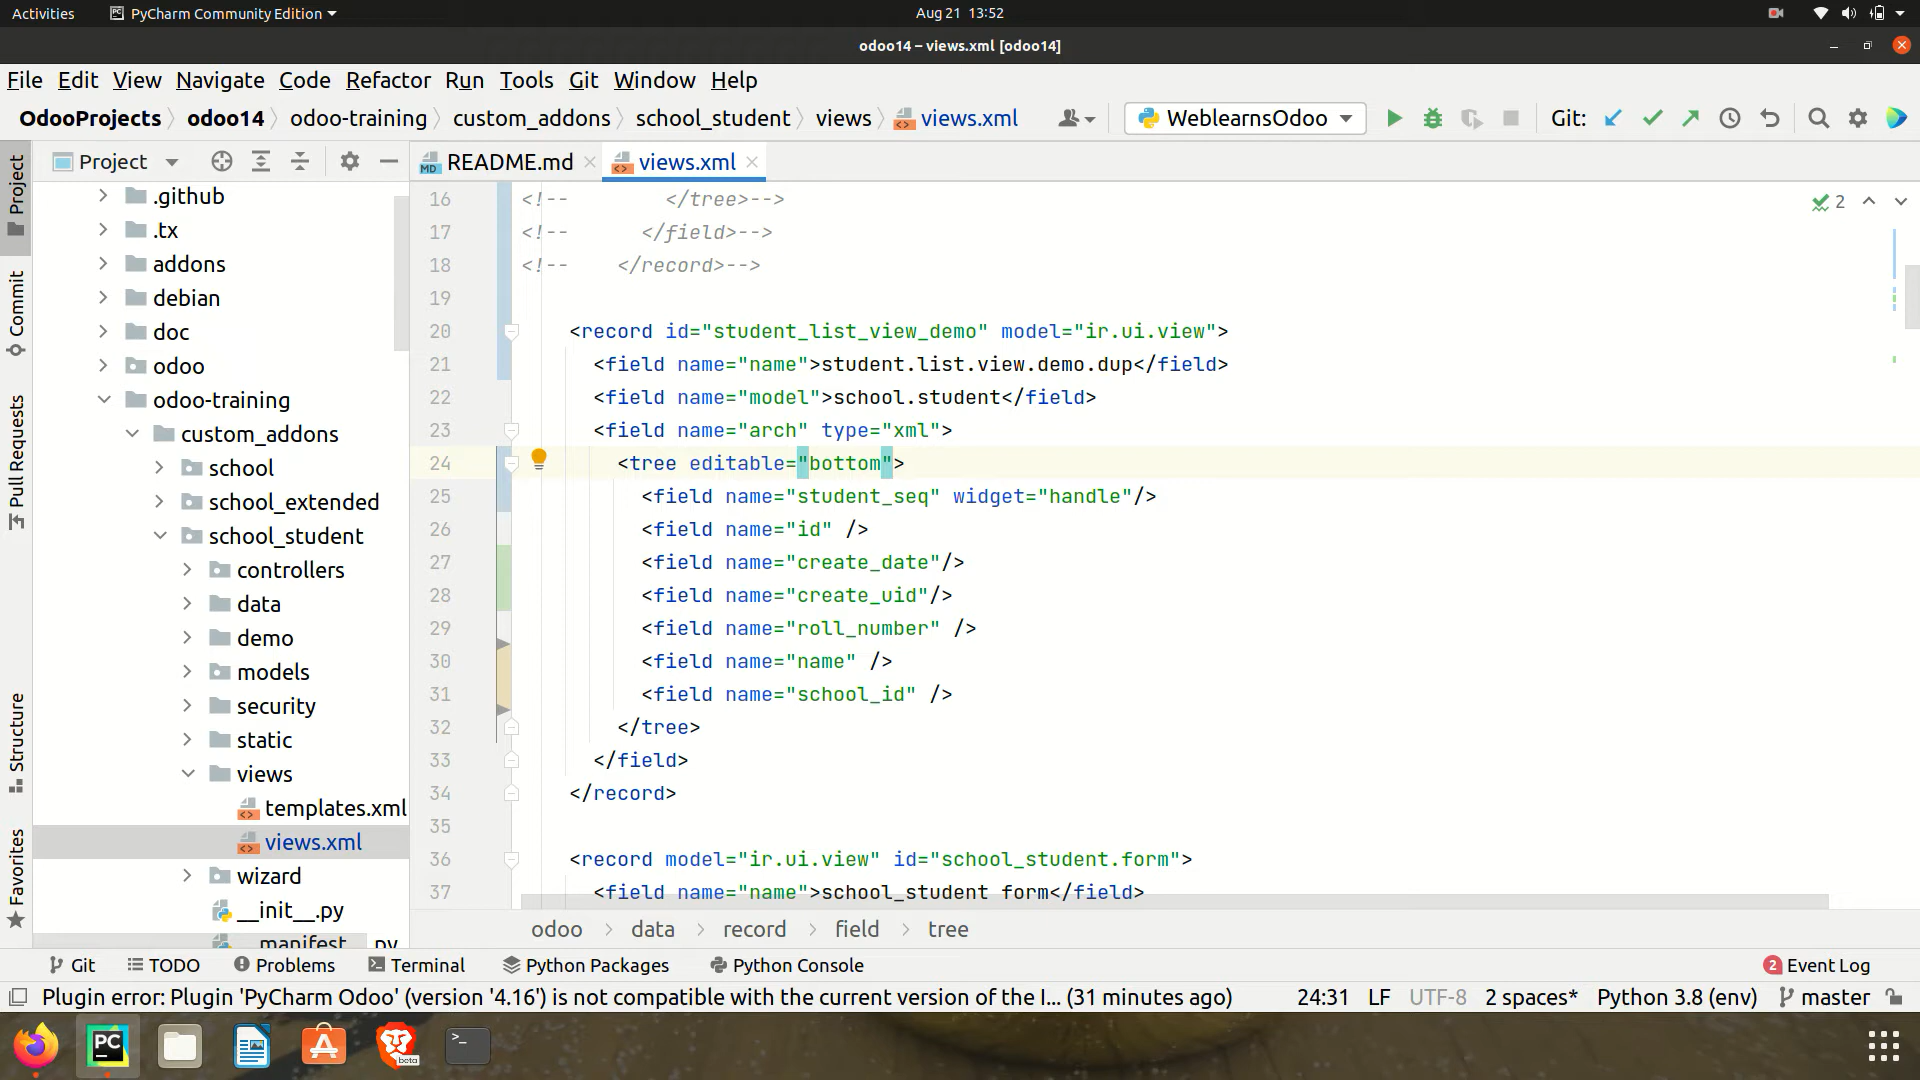 Activities
PyCharm Community Edition
Aug 21 13:52
odoo14 – views.xml [odoo14]
File Edit View Navigate Code Refactor Run Tools Git Window Help
OdooProjects odoo14 odoo-training custom_addons school_student views views.xml
WeblearnsOdoo
Git:
Project
README.md
views.xml
2
Project
Commit
Pull Requests
Structure
Favorites
.github
.tx
addons
debian
doc
odoo
odoo-training
custom_addons
school
school_extended
school_student
controllers
data
demo
models
security
static
views
templates.xml
views.xml
wizard
__init__.py
__manifest__.py
16 <!-- </tree>-->
17 <!-- </field>-->
18 <!-- </record>-->
19
20 <record id="student_list_view_demo" model="ir.ui.view">
21 <field name="name">student.list.view.demo.dup</field>
22 <field name="model">school.student</field>
23 <field name="arch" type="xml">
24 <tree editable="bottom">
25 <field name="student_seq" widget="handle"/>
26 <field name="id" />
27 <field name="create_date"/>
28 <field name="create_uid"/>
29 <field name="roll_number" />
30 <field name="name" />
31 <field name="school_id" />
32 </tree>
33 </field>
34 </record>
35
36 <record model="ir.ui.view" id="school_student.form">
37 <field name="name">school_student form</field>
odoo data record field tree
Git TODO Problems Terminal Python Packages Python Console
2 Event Log
Plugin error: Plugin 'PyCharm Odoo' (version '4.16') is not compatible with the current version of the I... (31 minutes ago)
24:31 LF UTF-8 2 spaces* Python 3.8 (env) master
PC
beta